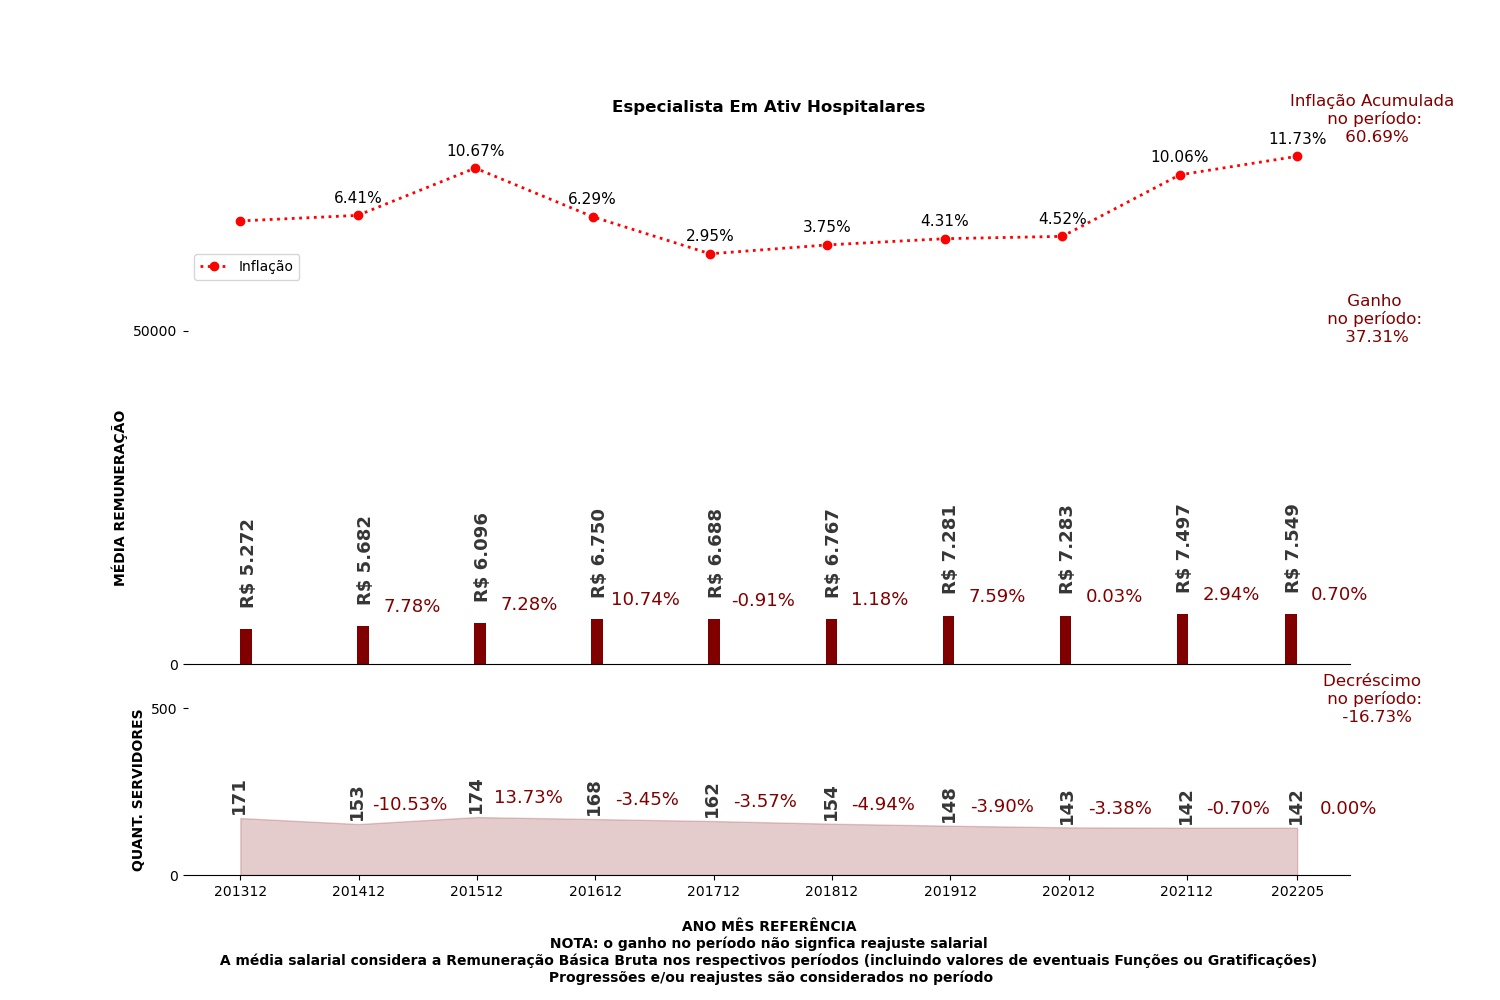 Especialista Em Ativ Hospitalares
Inflação Acumulada
no período:
60.69%
6.41%
10.67%
6.29%
2.95%
3.75%
4.31%
4.52%
10.06%
11.73%
Inflação
Ganho
no período:
37.31%
50000
0
MÉDIA REMUNERAÇÃO
R$ 5.272
R$ 5.682
R$ 6.096
R$ 6.750
R$ 6.688
R$ 6.767
R$ 7.281
R$ 7.283
R$ 7.497
R$ 7.549
7.78%
7.28%
10.74%
-0.91%
1.18%
7.59%
0.03%
2.94%
0.70%
Decréscimo
no período:
-16.73%
500
0
QUANT. SERVIDORES
171
153
174
168
162
154
148
143
142
142
-10.53%
13.73%
-3.45%
-3.57%
-4.94%
-3.90%
-3.38%
-0.70%
0.00%
201312
201412
201512
201612
201712
201812
201912
202012
202112
202205
ANO MÊS REFERÊNCIA
NOTA: o ganho no período não signfica reajuste salarial
A média salarial considera a Remuneração Básica Bruta nos respectivos períodos (incluindo valores de eventuais Funções ou Gratificações)
Progressões e/ou reajustes são considerados no período